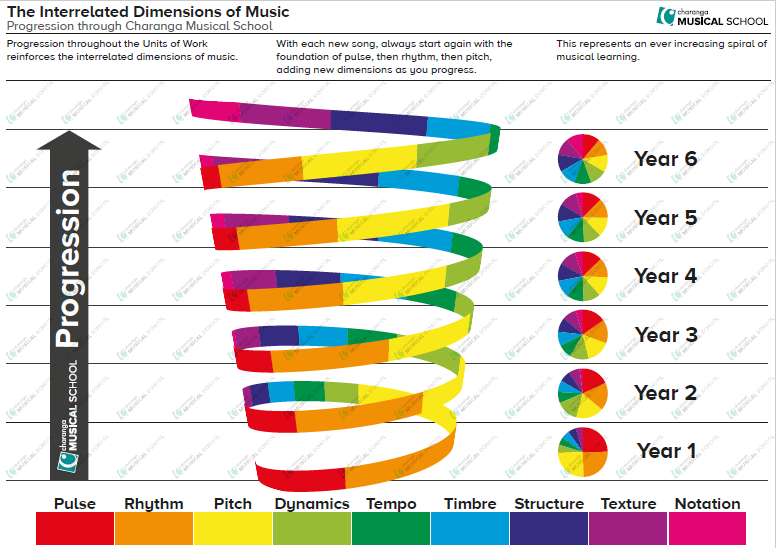 The Interrelated Dimensions of Music
Progression through Charanga Musical School
charanga
MUSICAL SCHOOL
Progression throughout the Units of Work
reinforces the interrelated dimensions of music.
With each new song, always start again with the
foundation of pulse, then rhythm, then pitch,
adding new dimensions as you progress.
This represents an ever increasing spiral of
musical learning.
Progression
charanga
MUSICAL SCHOOL
Year 6
Year 5
Year 4
Year 3
Year 2
Year 1
Pulse
Rhythm
Pitch
Dynamics
Tempo
Timbre
Structure
Texture
Notation